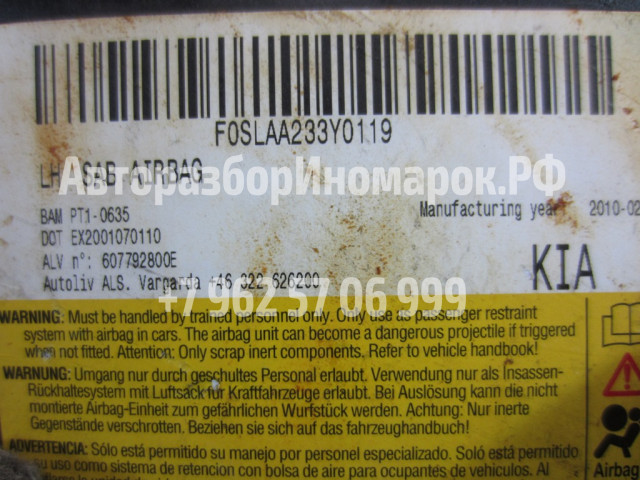 F0SLAA233Y0119
LH SAB AIRBAG
АвторазборИномарок.РФ
BAM PT1-0635
Manufacturing year: 2010-02
DOT EX2001070110
ALV n°: 607792800E
KIA
Autoliv ALS. Vargarda +46 322 626200
+7 962 57 06 999
WARNING: Must be handled by trained personnel only. Only use as passenger restraint
system with airbag in cars. The airbag unit can become a dangerous projectile if triggered
when not fitted. Attention: Only scrap inert components. Refer to vehicle handbook!
WARNUNG: Umgang nur durch geschultes Personal erlaubt. Verwendung nur als Insassen-
Rückhaltesystem mit Luftsack für Kraftfahrzeuge erlaubt. Bei Auslösung kann die nicht
montierte Airbag-Einheit zum gefährlichen Wurfstück werden. Achtung: Nur inerte
Gegenstände verschrotten. Beziehen sie sich auf das fahrzeughandbuch!
ADVERTENCIA: Sólo está permitido su manejo por personal especializado. Solo está permitido
su uso como sistema de retencion con bolsa de aire para ocupantes de vehículos. Al
Airbag